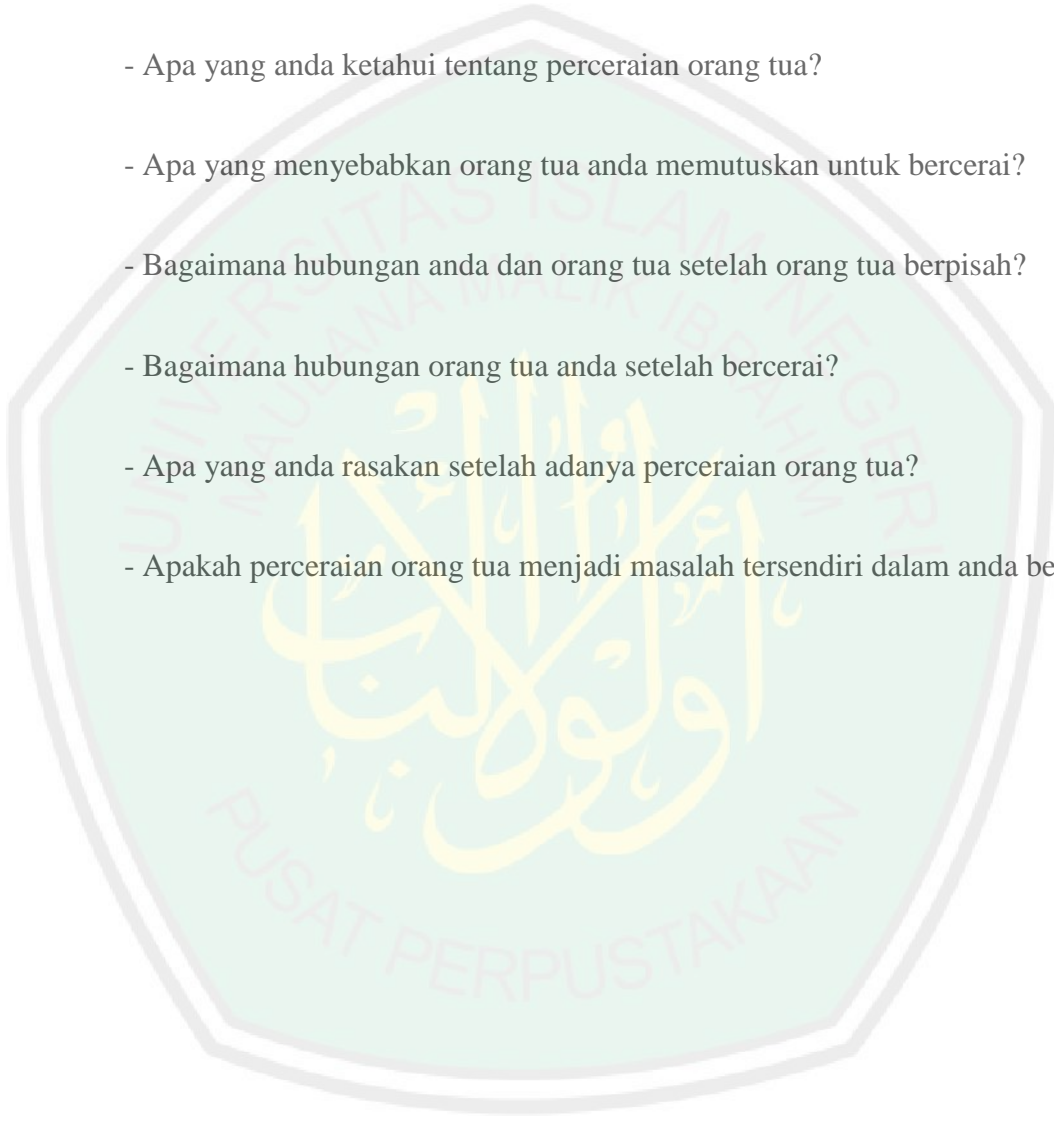 - Apa yang anda ketahui tentang perceraian orang tua?
- Apa yang menyebabkan orang tua anda memutuskan untuk bercerai?
- Bagaimana hubungan anda dan orang tua setelah orang tua berpisah?
- Bagaimana hubungan orang tua anda setelah bercerai?
- Apa yang anda rasakan setelah adanya perceraian orang tua?
- Apakah perceraian orang tua menjadi masalah tersendiri dalam anda be
UNIVERSITAS ISLAM NEGERI
MAULANA MALIK IBRAHIM
أولوا الألباب
PUSAT PERPUSTAKAAN